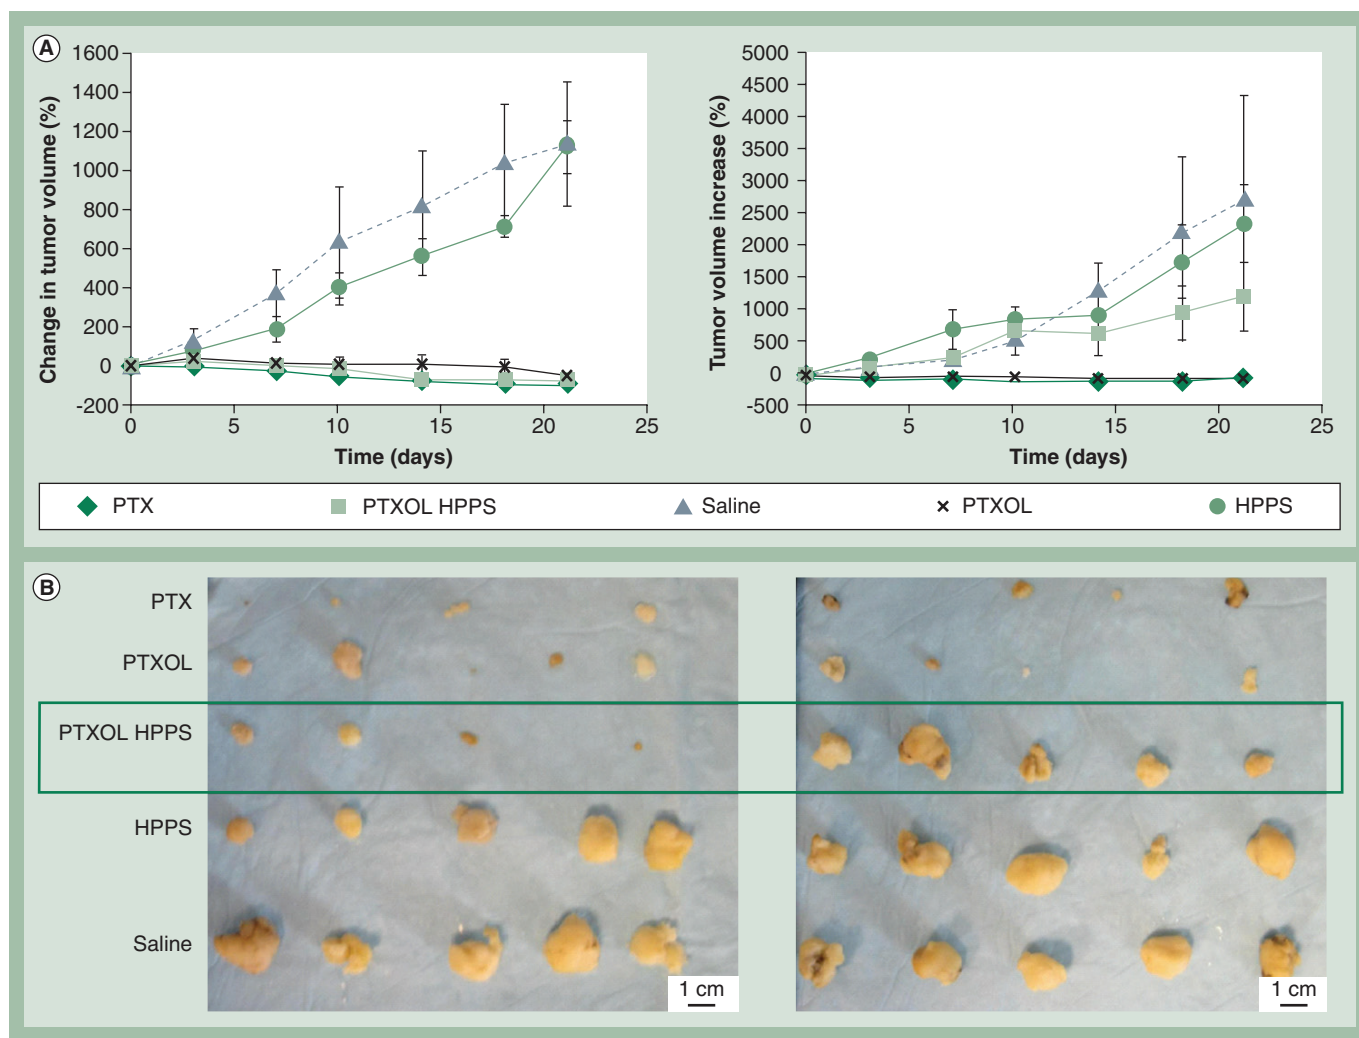 A
Change in tumor volume (%)
1600
1400
1200
1000
800
600
400
200
0
-200
0 5 10 15 20 25
Time (days)
Tumor volume increase (%)
5000
4500
4000
3500
3000
2500
2000
1500
1000
500
0
-500
0 5 10 15 20 25
Time (days)
PTX PTXOL HPPS Saline PTXOL HPPS
B
PTX
PTXOL
PTXOL HPPS
HPPS
Saline
1 cm
1 cm